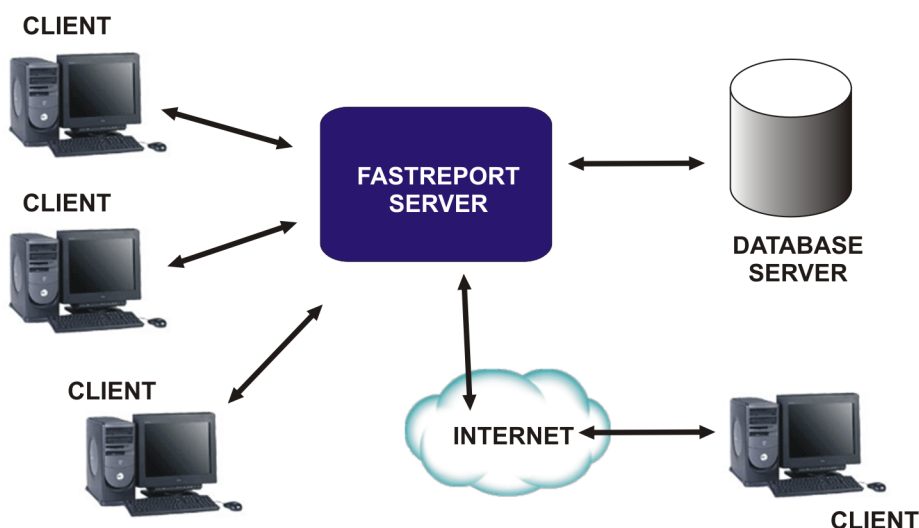 CLIENT
CLIENT
CLIENT
FASTREPORT
SERVER
DATABASE
SERVER
INTERNET
CLIENT